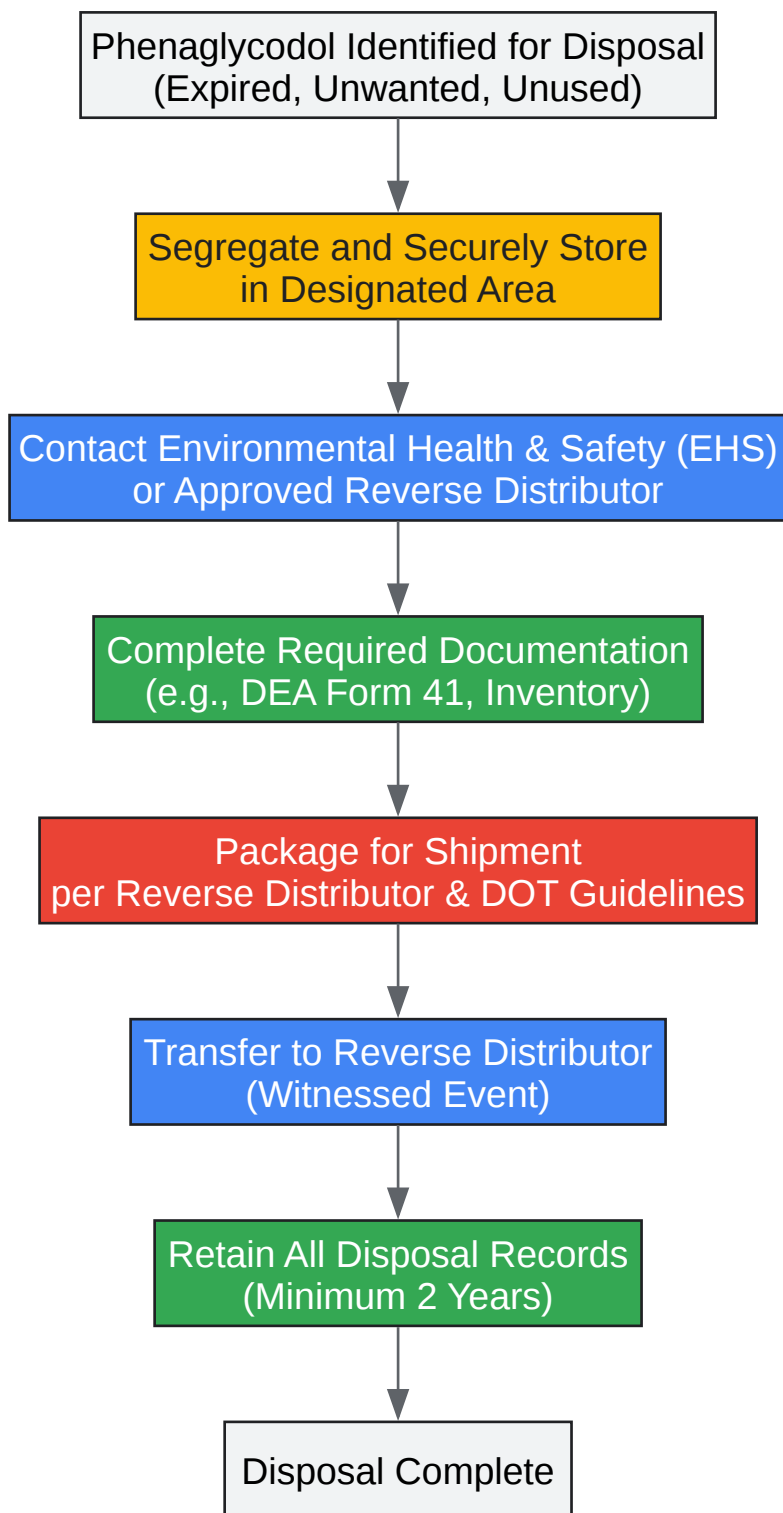 Phenaglycodol Identified for Disposal
(Expired, Unwanted, Unused)
Segregate and Securely Store
in Designated Area
Contact Environmental Health & Safety (EHS)
or Approved Reverse Distributor
Complete Required Documentation
(e.g., DEA Form 41, Inventory)
Package for Shipment
per Reverse Distributor & DOT Guidelines
Transfer to Reverse Distributor
(Witnessed Event)
Retain All Disposal Records
(Minimum 2 Years)
Disposal Complete